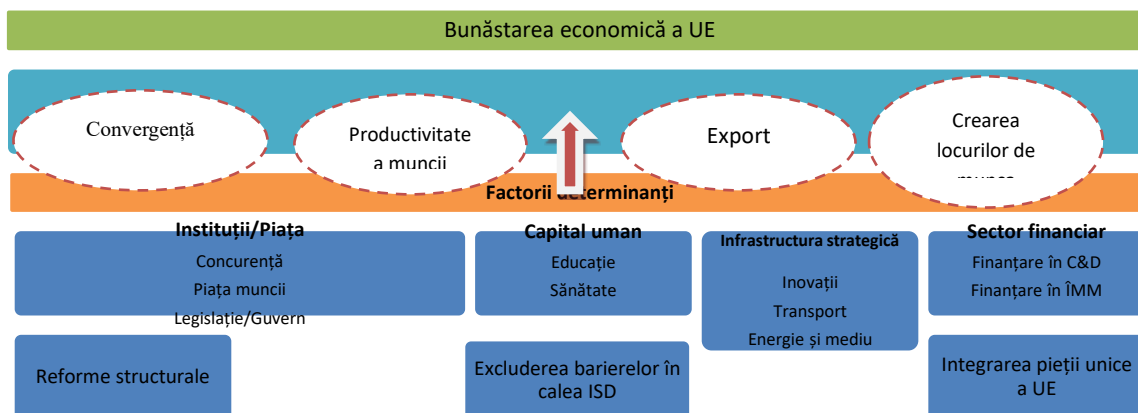 Bunăstarea economică a UE
Convergență
Productivitate
a muncii
Export
Crearea
locurilor de
munca
Factorii determinanți
Instituții/Piața
Concurență
Piața muncii
Legislație/Guvern
Capital uman
Educație
Sănătate
Infrastructura strategică
Inovații
Transport
Energie și mediu
Sector financiar
Finanțare în C&D
Finanțare în ÎMM
Reforme structurale
Excluderea barierelor în
calea ISD
Integrarea pieții unice
a UE